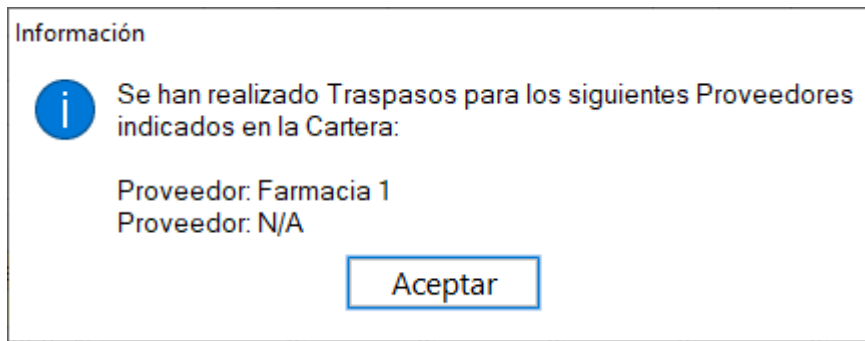 Información
Se han realizado Traspasos para los siguientes Proveedores
indicados en la Cartera:
Proveedor: Farmacia 1
Proveedor: N/A
Aceptar